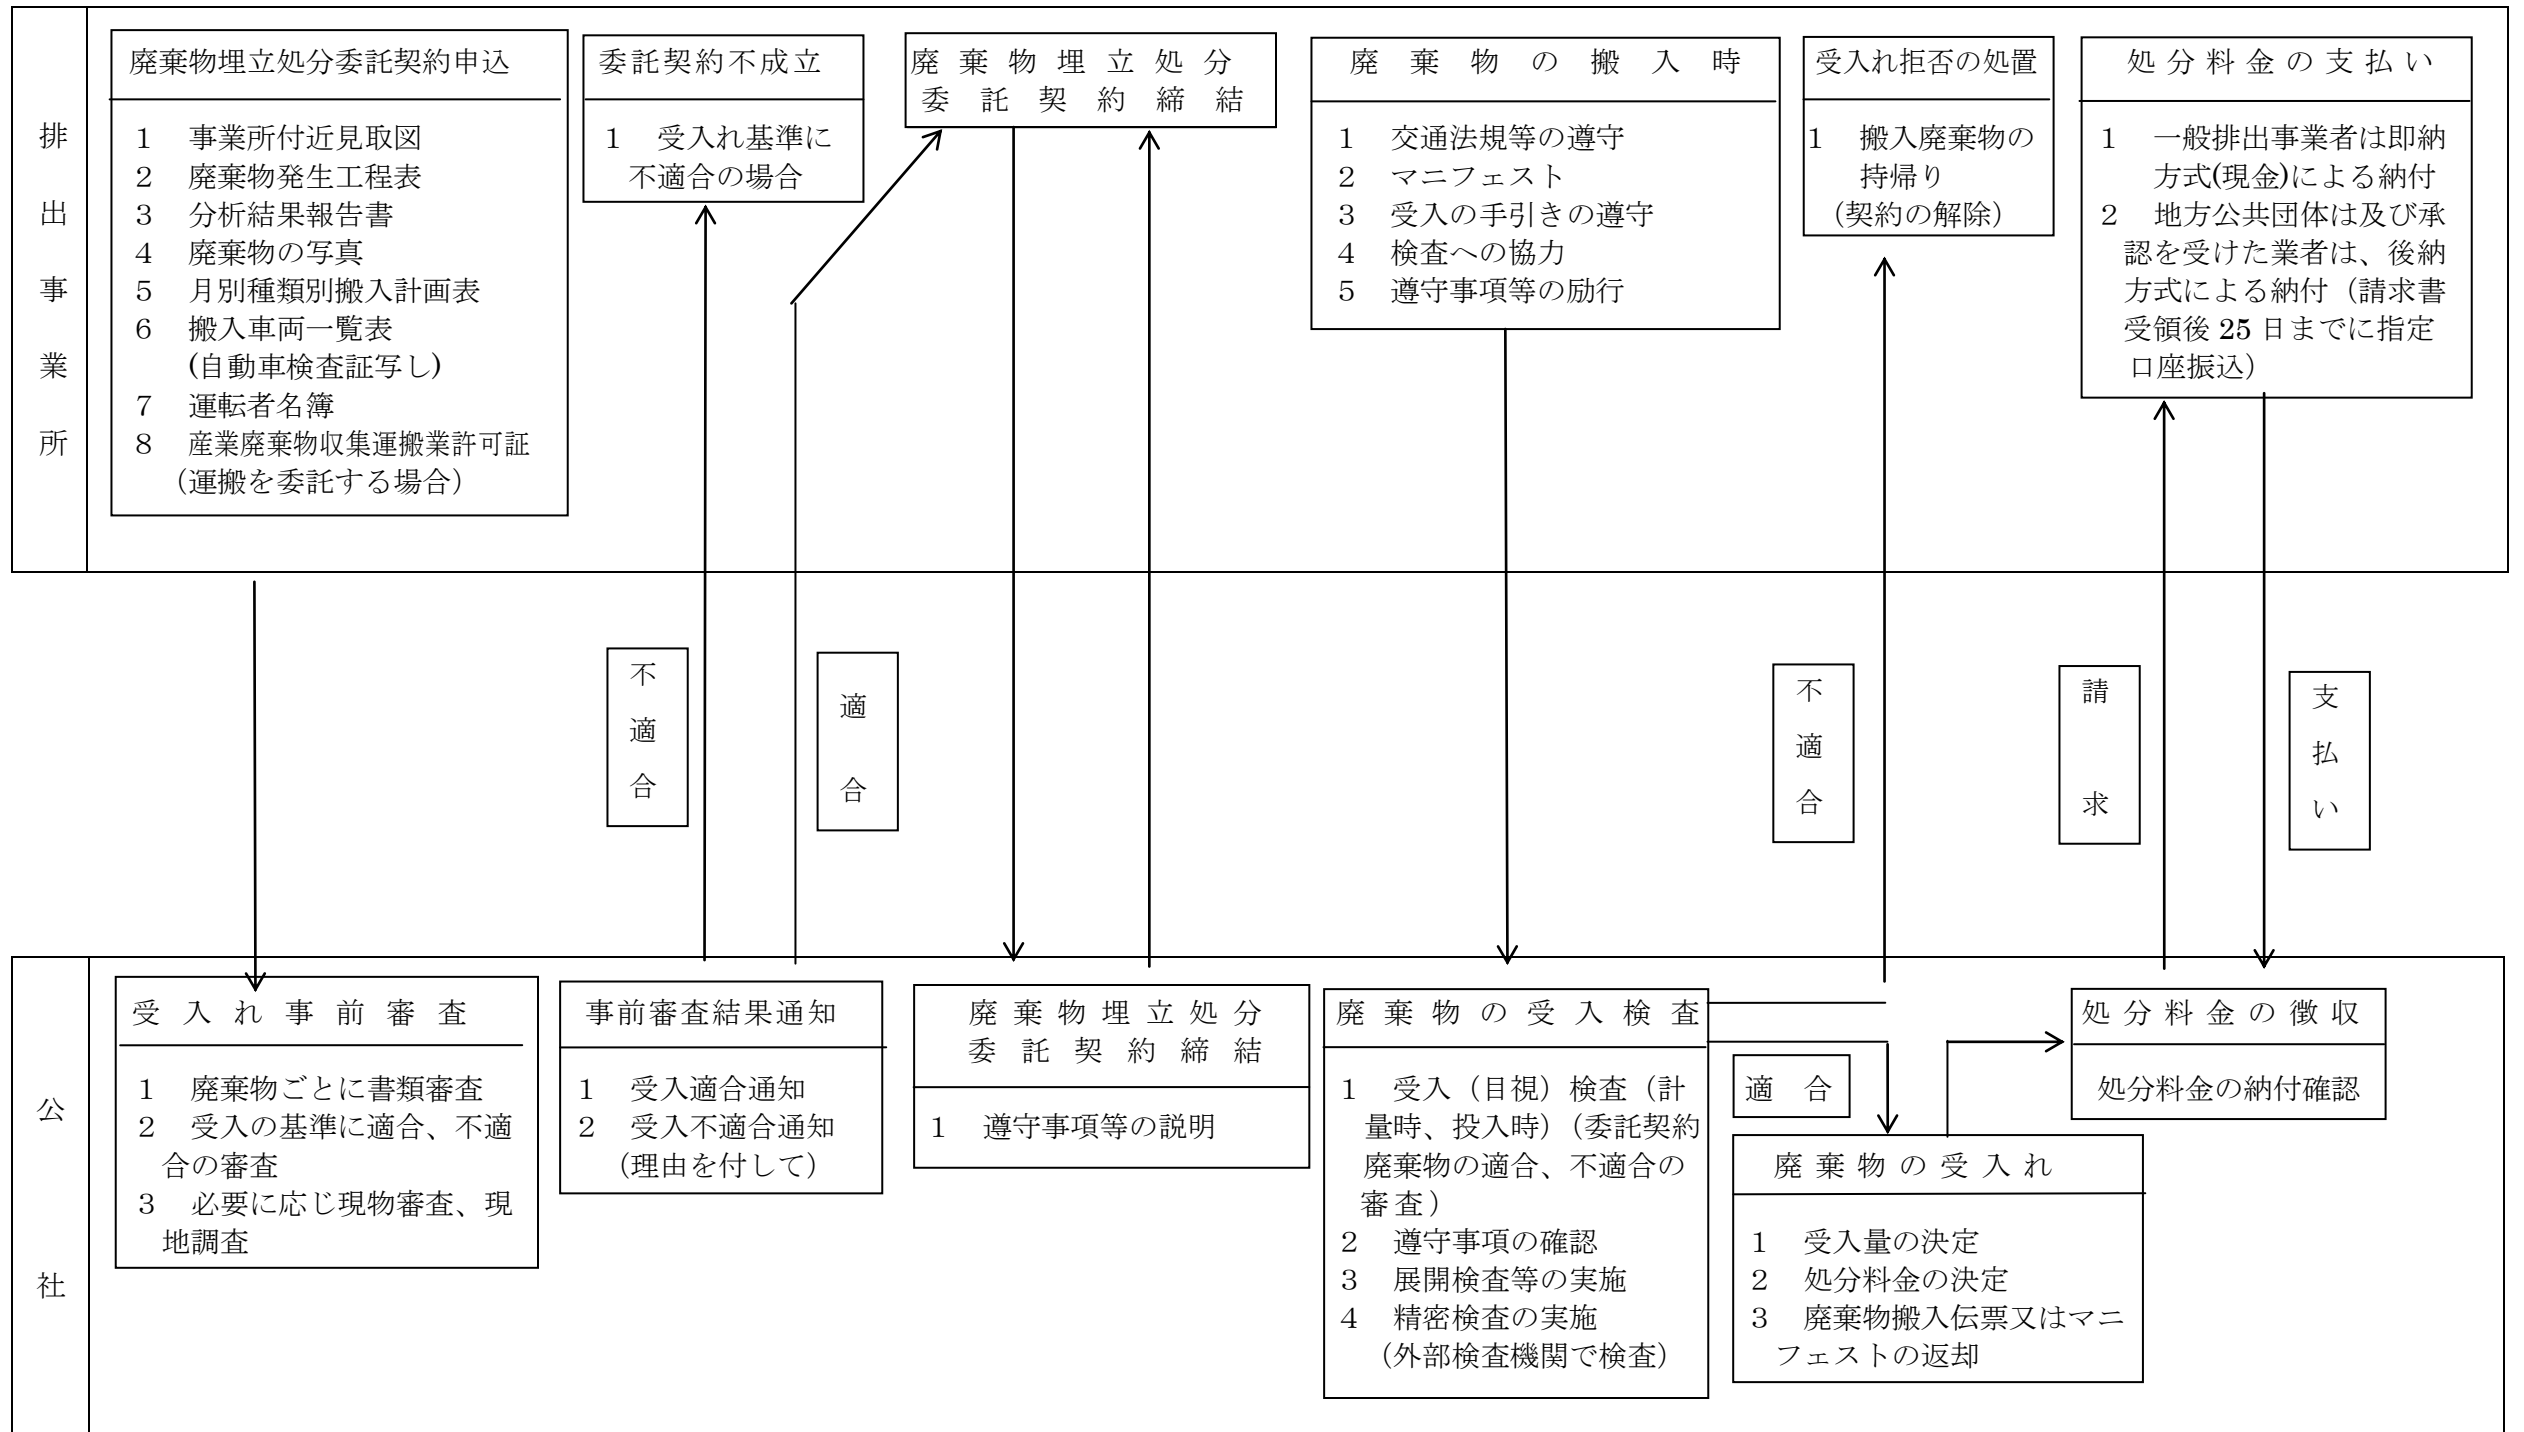 排出事業所
廃棄物埋立処分委託契約申込
1 事業所付近見取図
2 廃棄物発生工程表
3 分析結果報告書
4 廃棄物の写真
5 月別種類別搬入計画表
6 搬入車両一覧表
(自動車検査証写し)
7 運転者名簿
8 産業廃棄物収集運搬業許可証
（運搬を委託する場合）
委託契約不成立
1 受入れ基準に
不適合の場合
廃棄物埋立処分
委託契約締結
廃棄物の搬入時
1 交通法規等の遵守
2 マニフェスト
3 受入の手引きの遵守
4 検査への協力
5 遵守事項等の励行
受入れ拒否の処置
1 搬入廃棄物の
持帰り
（契約の解除）
処分料金の支払い
1 一般排出事業者は即納
方式(現金)による納付
2 地方公共団体は及び承
認を受けた業者は、後納
方式による納付（請求書
受領後 25 日までに指定
口座振込）
不適合
適合
不適合
請求
支払い
公社
受入れ事前審査
1 廃棄物ごとに書類審査
2 受入の基準に適合、不適
合の審査
3 必要に応じ現物審査、現
地調査
事前審査結果通知
1 受入適合通知
2 受入不適合通知
（理由を付して）
廃棄物埋立処分
委託契約締結
1 遵守事項等の説明
廃棄物の受入検査
1 受入（目視）検査（計
量時、投入時）（委託契約
廃棄物の適合、不適合の
審査）
2 遵守事項の確認
3 展開検査等の実施
4 精密検査の実施
（外部検査機関で検査）
適合
廃棄物の受入れ
1 受入量の決定
2 処分料金の決定
3 廃棄物搬入伝票又はマニ
フェストの返却
処分料金の徴収
処分料金の納付確認